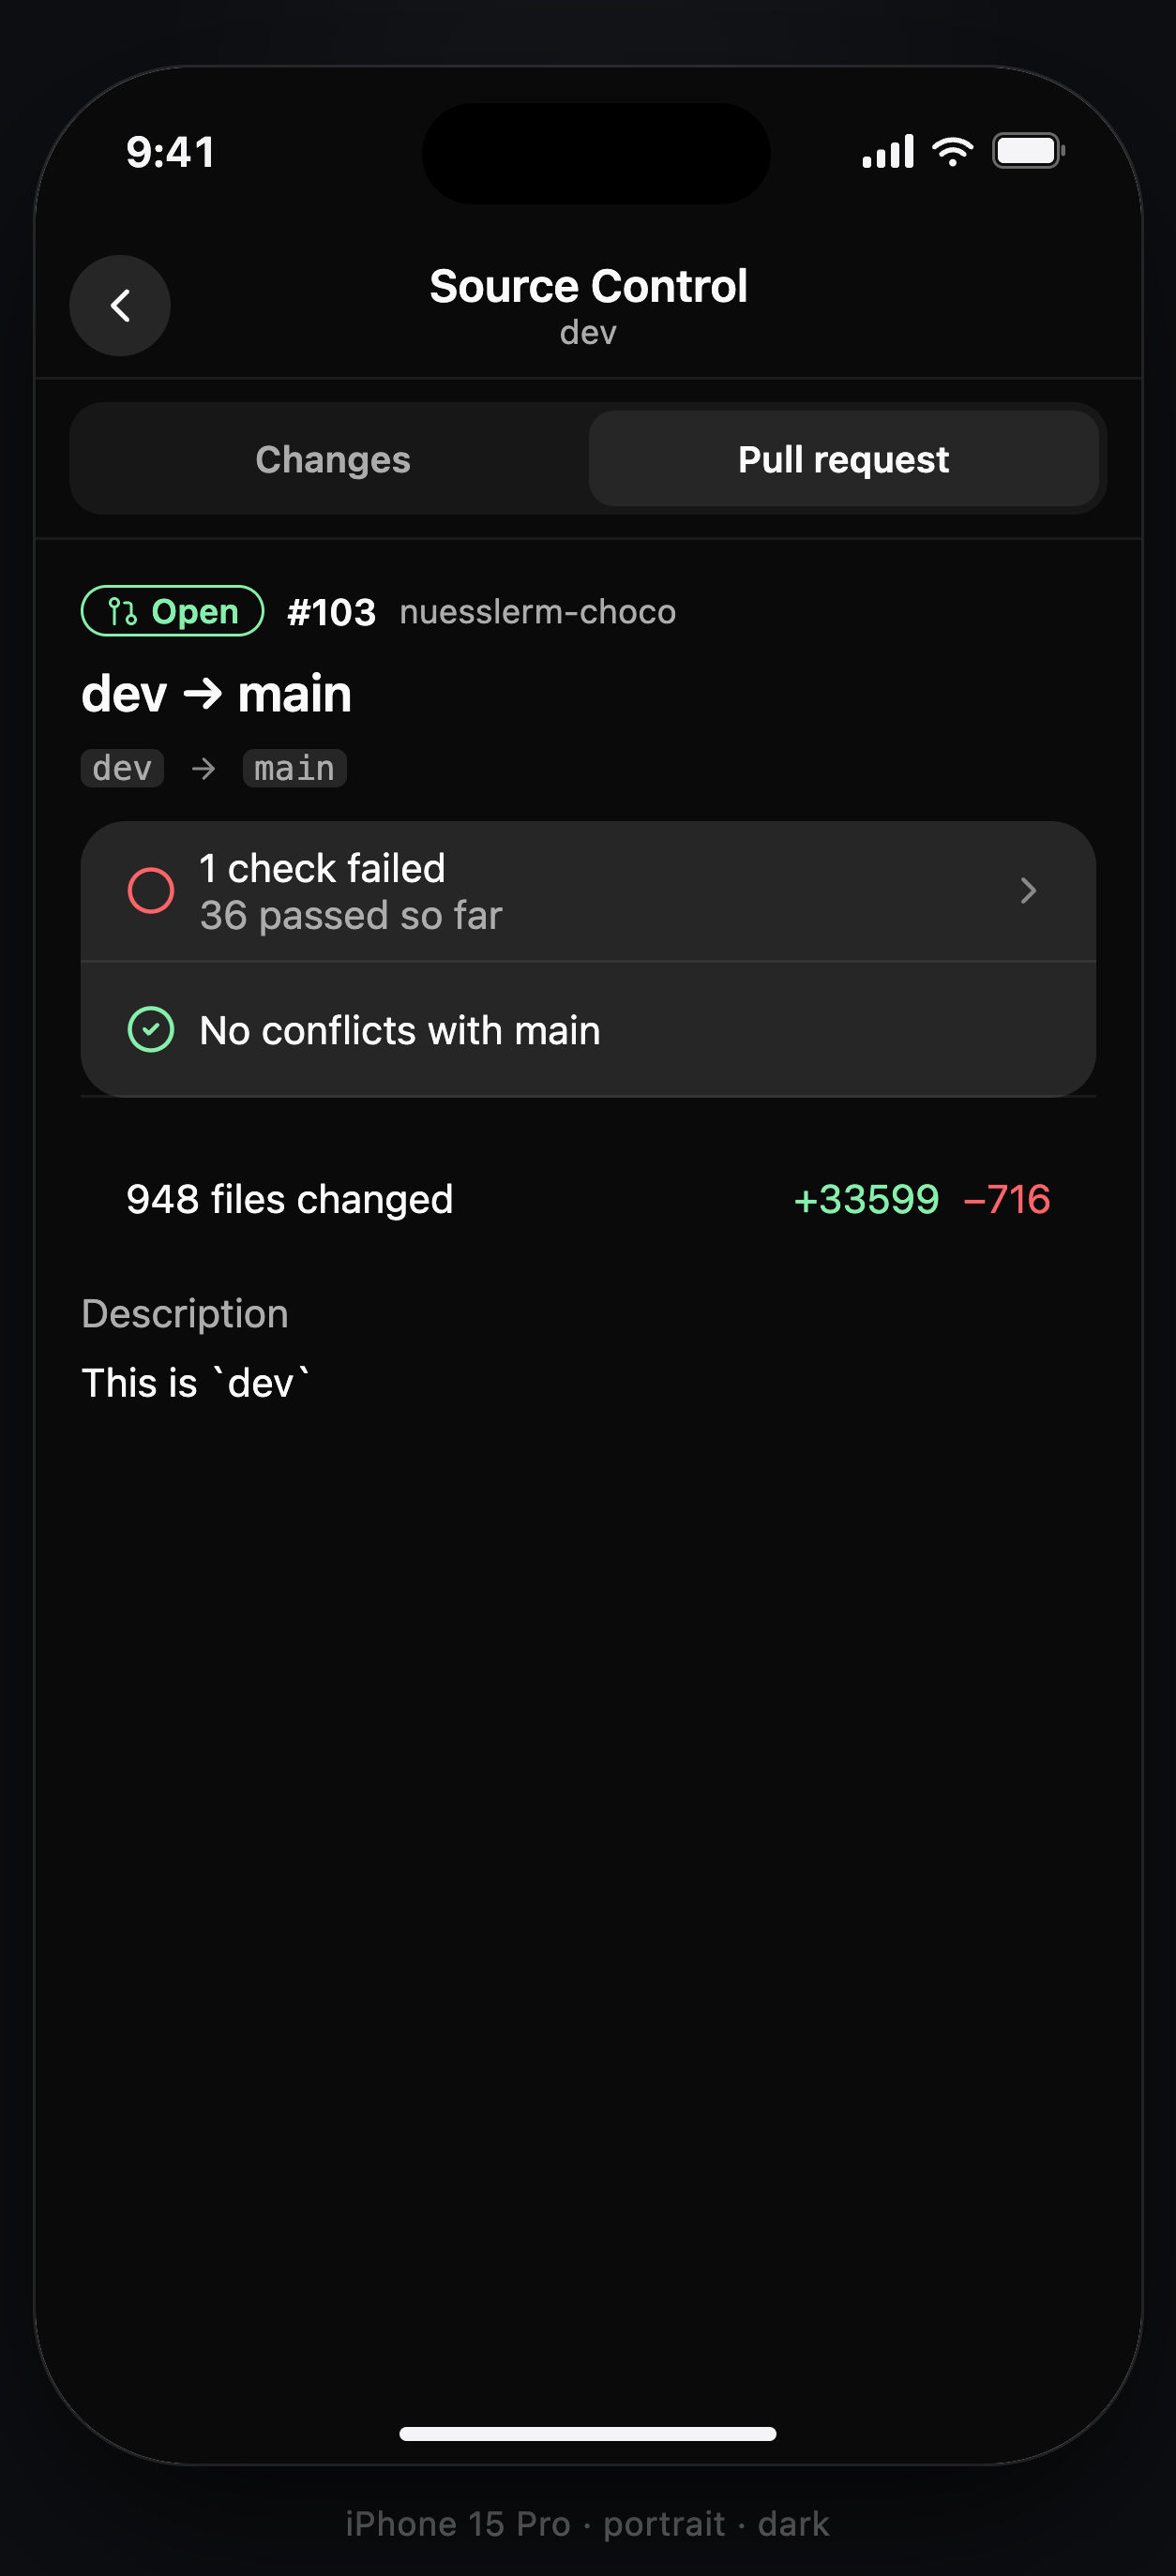 9:41
Source Control
dev
Changes
Pull request
Open #103 nuesslerm-choco
dev → main
dev → main
1 check failed
36 passed so far
No conflicts with main
948 files changed +33599 −716
Description
This is `dev`
iPhone 15 Pro · portrait · dark